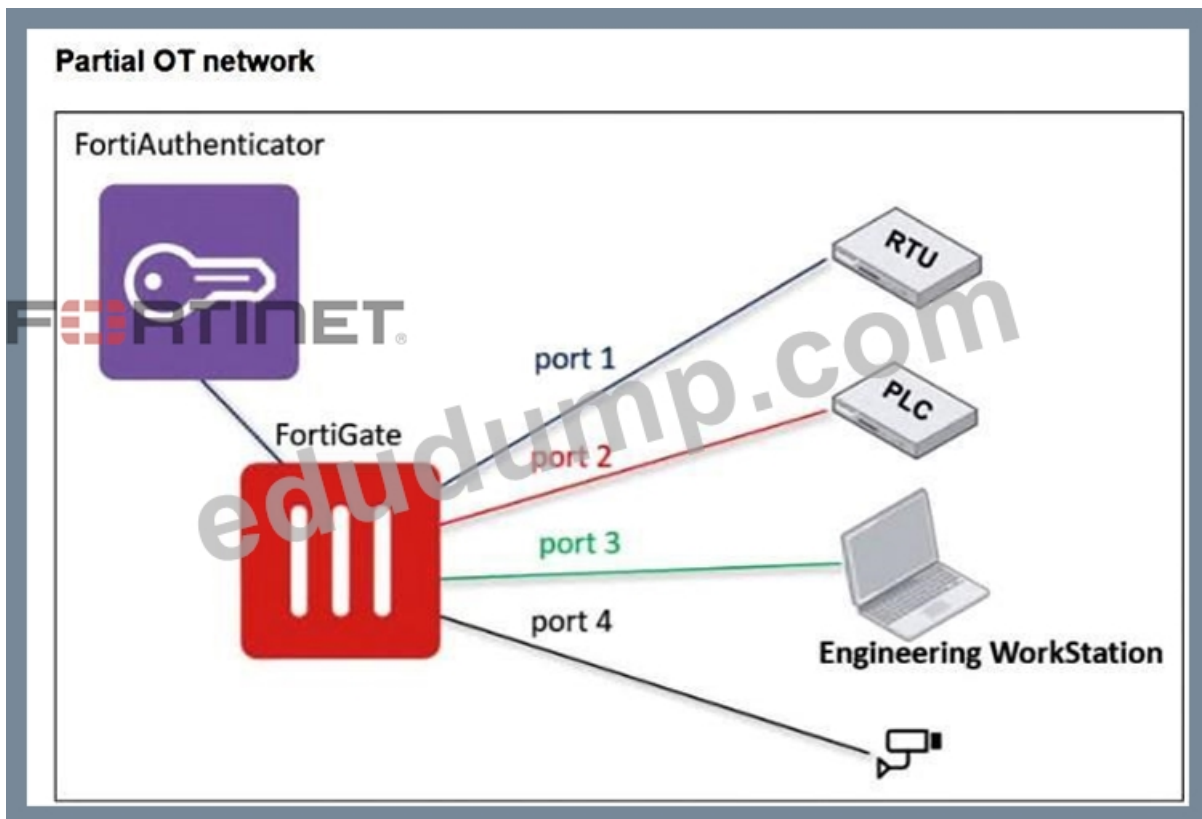 Partial OT network
FortiAuthenticator
RTU
FORTINET®
port 1
PLC
FortiGate
port 2
edudump.com
port 3
port 4
Engineering WorkStation